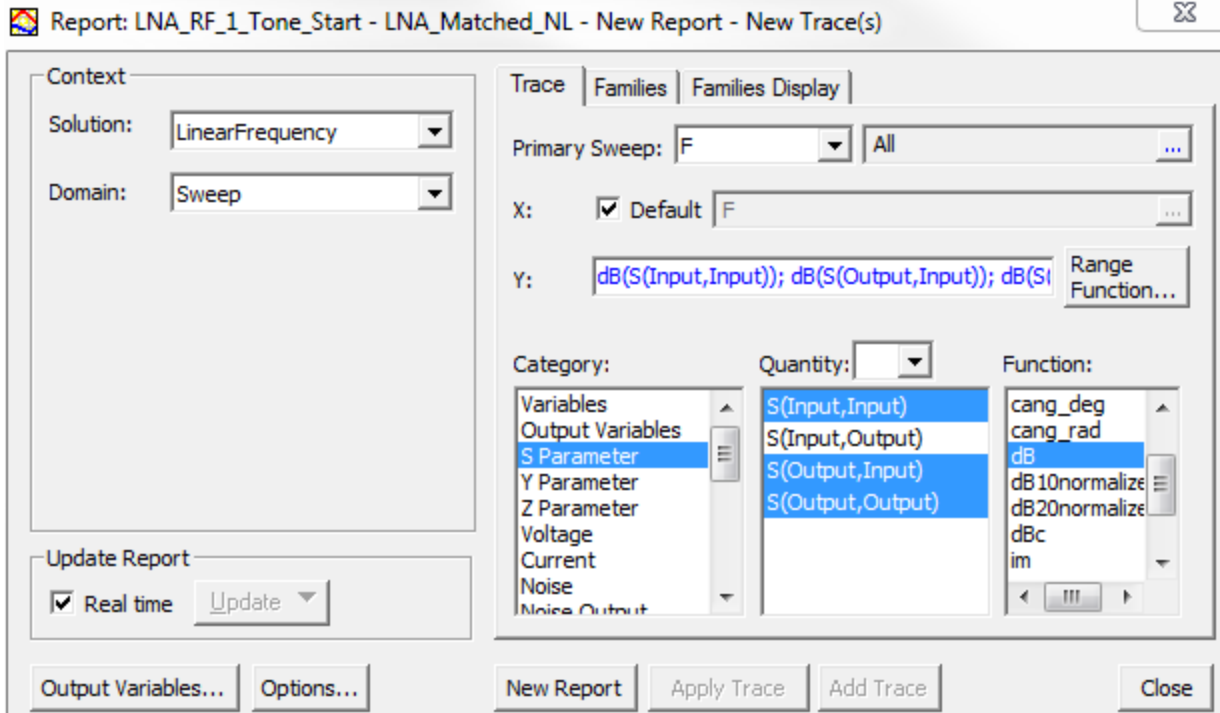 Report: LNA_RF_1_Tone_Start - LNA_Matched_NL - New Report - New Trace(s)
Context
Solution: LinearFrequency
Domain: Sweep
Update Report
Real time Update
Output Variables... Options...
Trace Families Families Display
Primary Sweep: F All ...
X: Default F ...
Y: dB(S(Input,Input)); dB(S(Output,Input)); dB(S( Range
Function...
Category:
Variables
Output Variables
S Parameter
Y Parameter
Z Parameter
Voltage
Current
Noise
Noise Output
Quantity:
S(Input,Input)
S(Input,Output)
S(Output,Input)
S(Output,Output)
Function:
cang_deg
cang_rad
dB
dB10normalize
dB20normalize
dBc
im
New Report Apply Trace Add Trace Close